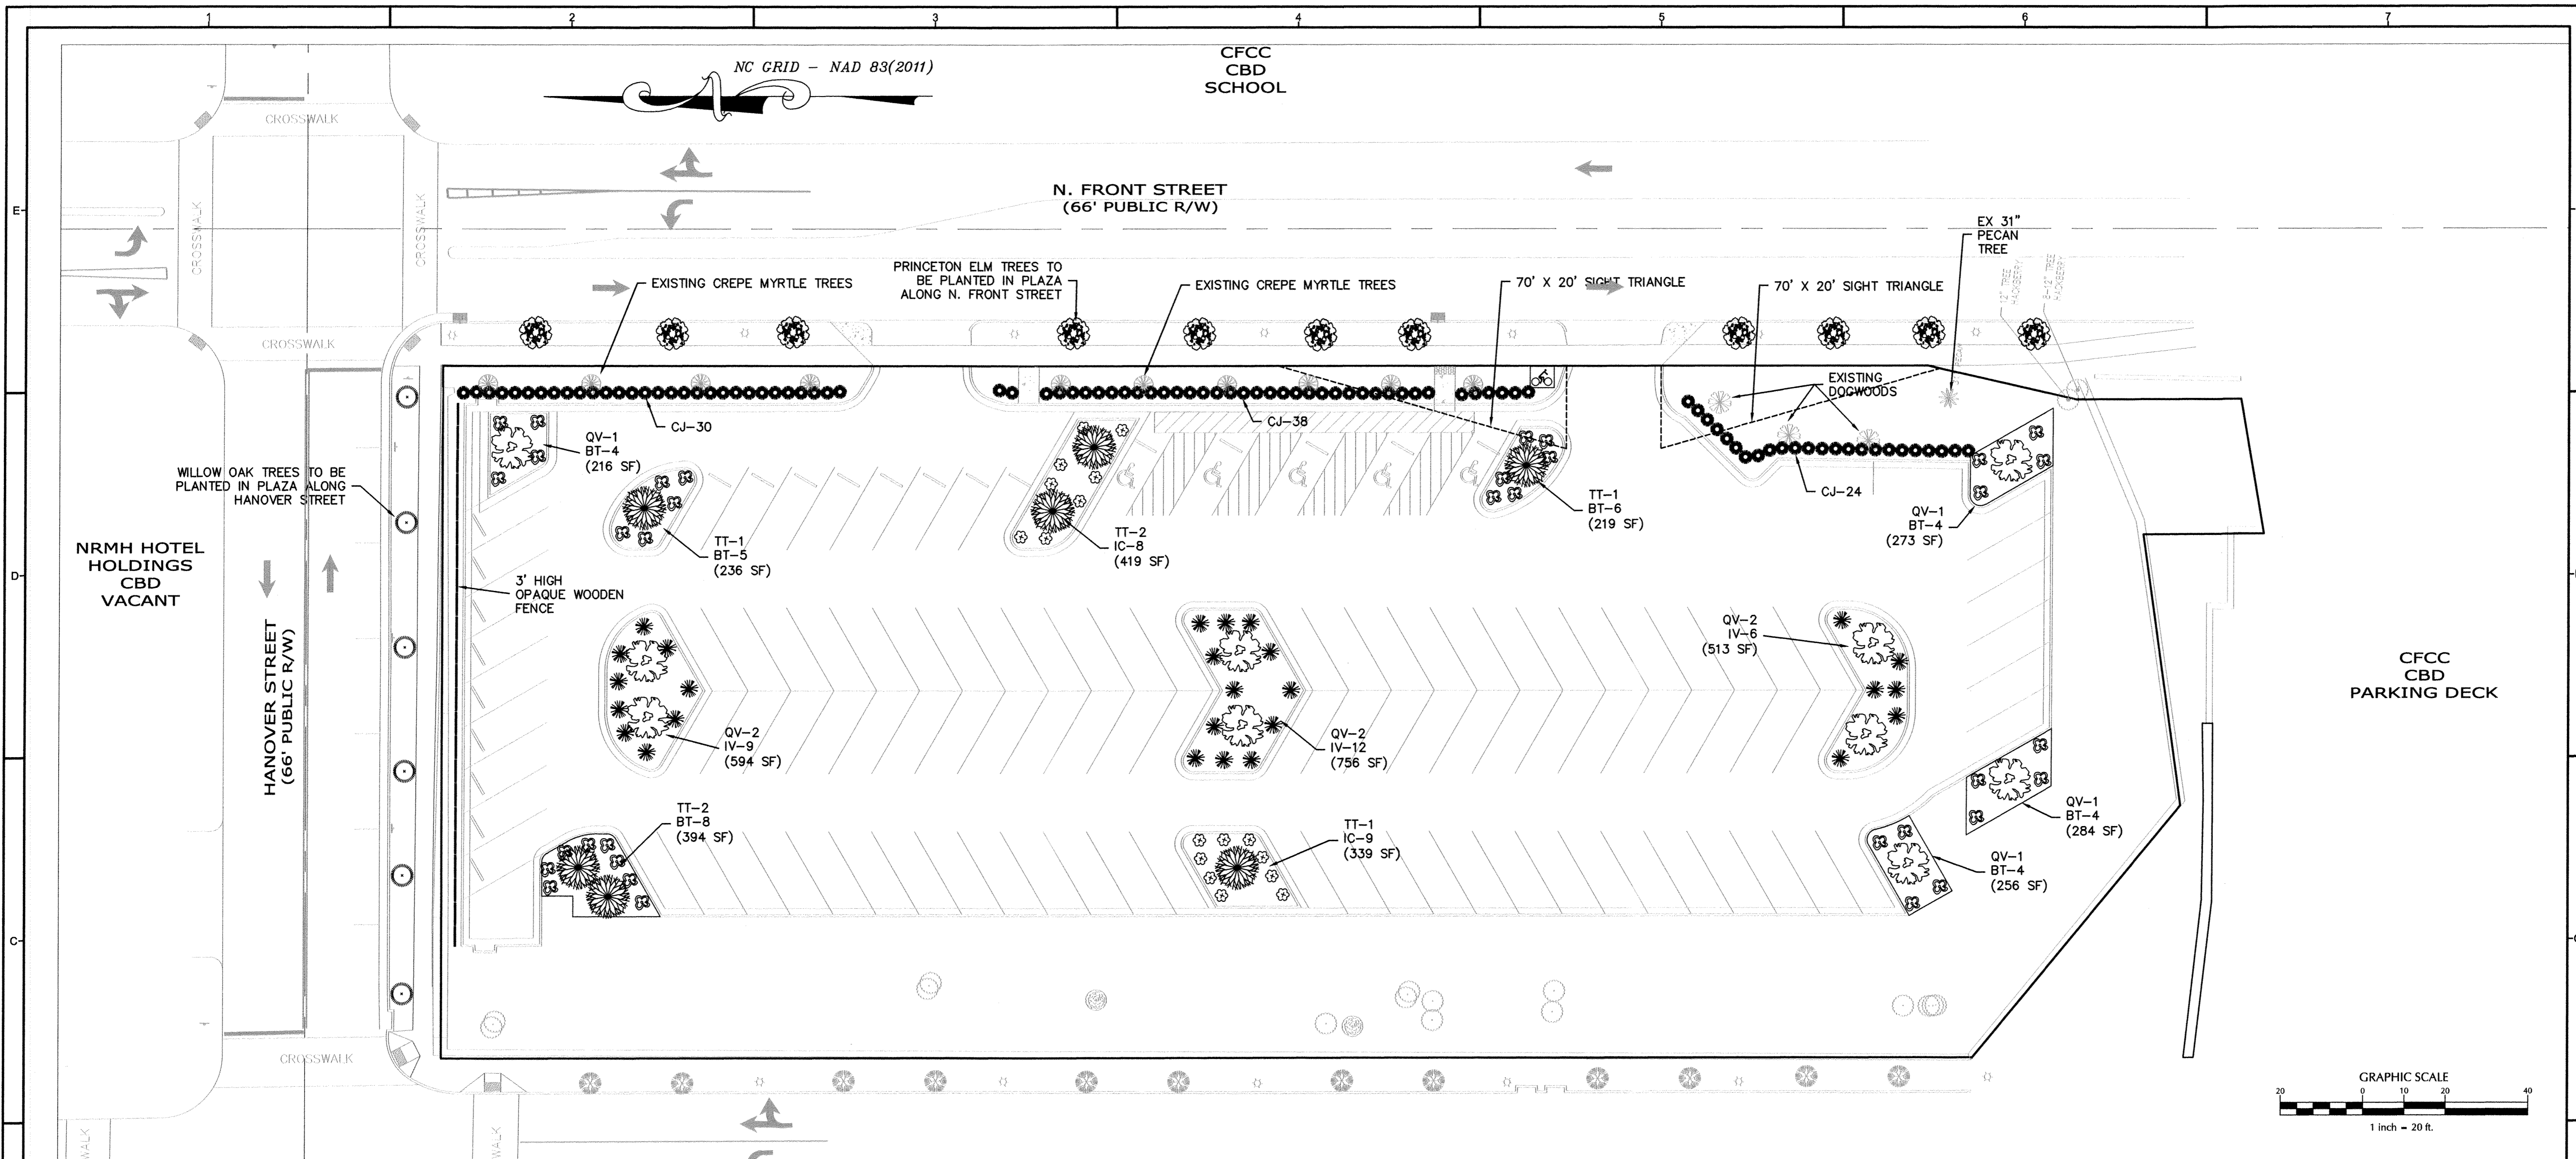 1 2 3 4 5 6 7
E
D
C
CFCC
CBD
SCHOOL
NC GRID – NAD 83(2011)
N
CROSSWALK
CROSSWALK
CROSSWALK
CROSSWALK
CROSSWALK
N. FRONT STREET
(66' PUBLIC R/W)
EX 31"
PECAN
TREE
12" TREE
HACKBERRY
8-12" TREE
HACKBERRY
PRINCETON ELM TREES TO
BE PLANTED IN PLAZA
ALONG N. FRONT STREET
EXISTING CREPE MYRTLE TREES
EXISTING CREPE MYRTLE TREES
70' X 20' SIGHT TRIANGLE
70' X 20' SIGHT TRIANGLE
EXISTING
DOGWOODS
CJ-30
CJ-38
CJ-24
QV-1
BT-4
(216 SF)
WILLOW OAK TREES TO BE
PLANTED IN PLAZA ALONG
HANOVER STREET
TT-1
BT-5
(236 SF)
TT-2
IC-8
(419 SF)
TT-1
BT-6
(219 SF)
QV-1
BT-4
(273 SF)
NRMH HOTEL
HOLDINGS
CBD
VACANT
3' HIGH
OPAQUE WOODEN
FENCE
HANOVER STREET
(66' PUBLIC R/W)
QV-2
IV-6
(513 SF)
CFCC
CBD
PARKING DECK
QV-2
IV-9
(594 SF)
QV-2
IV-12
(756 SF)
TT-2
BT-8
(394 SF)
TT-1
IC-9
(339 SF)
QV-1
BT-4
(284 SF)
QV-1
BT-4
(256 SF)
GRAPHIC SCALE
20 0 10 20 40
1 inch = 20 ft.